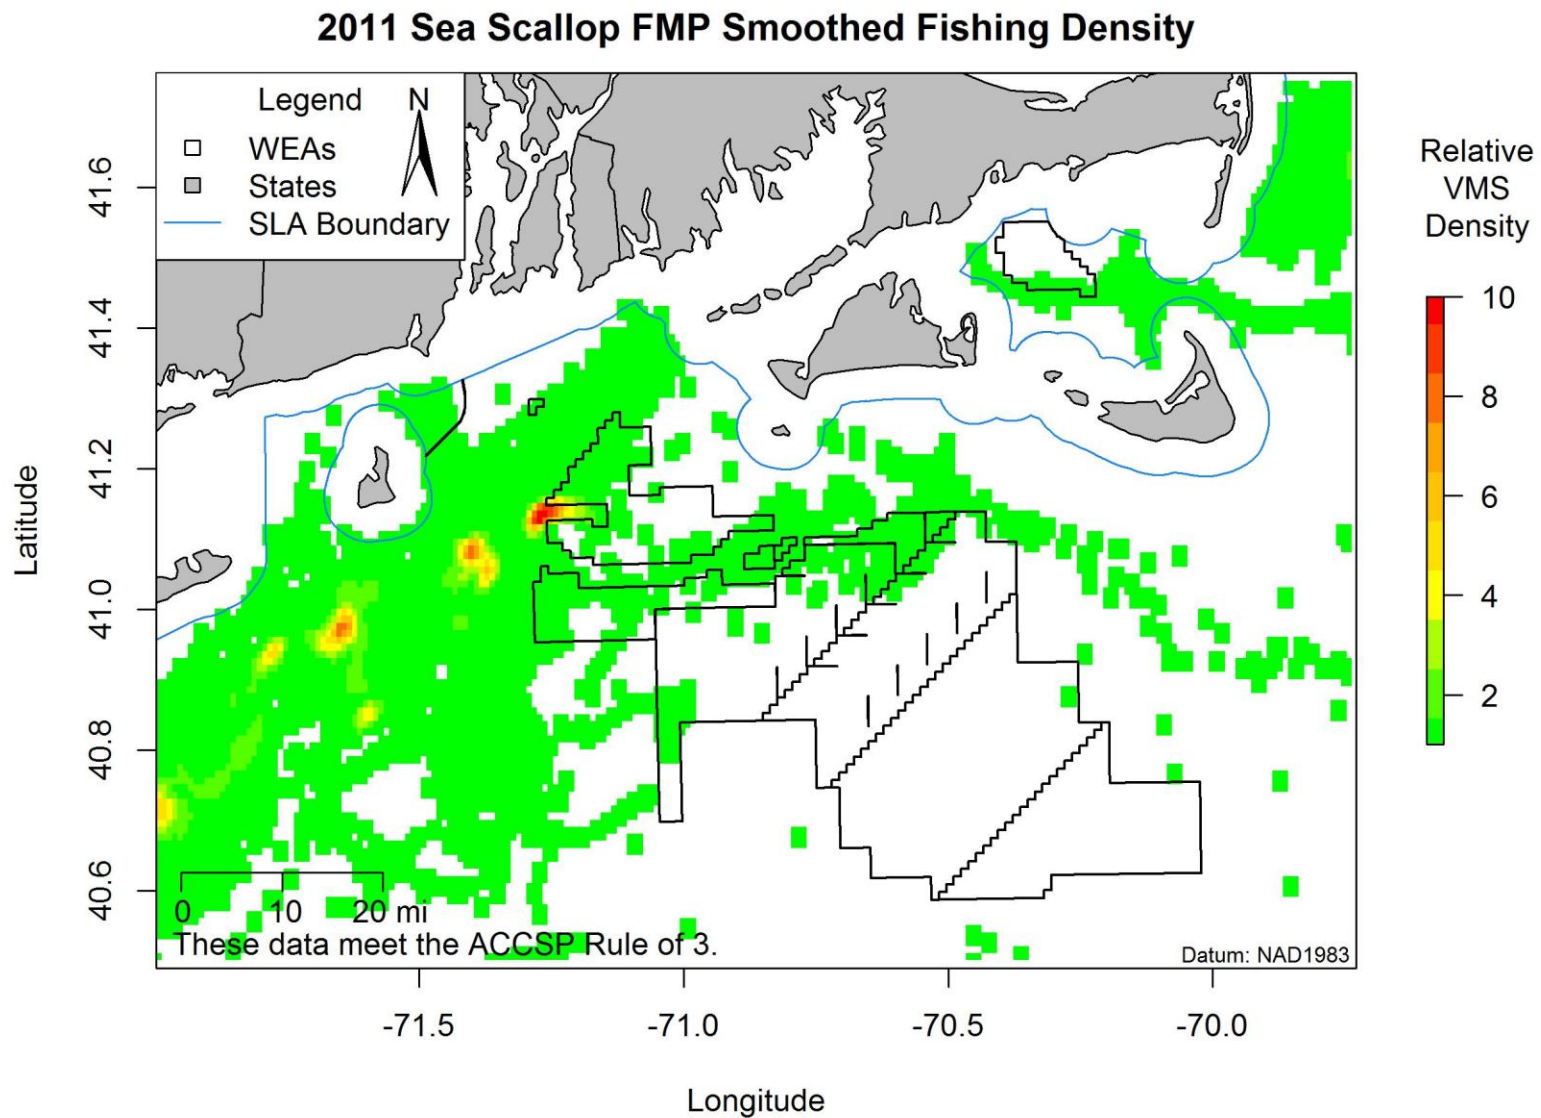 2011 Sea Scallop FMP Smoothed Fishing Density
Legend
N
WEAs
States
SLA Boundary
Relative
VMS
Density
10
8
6
4
2
Latitude
41.6
41.4
41.2
41.0
40.8
40.6
0 10 20 mi
These data meet the ACCSP Rule of 3.
Datum: NAD1983
-71.5 -71.0 -70.5 -70.0
Longitude